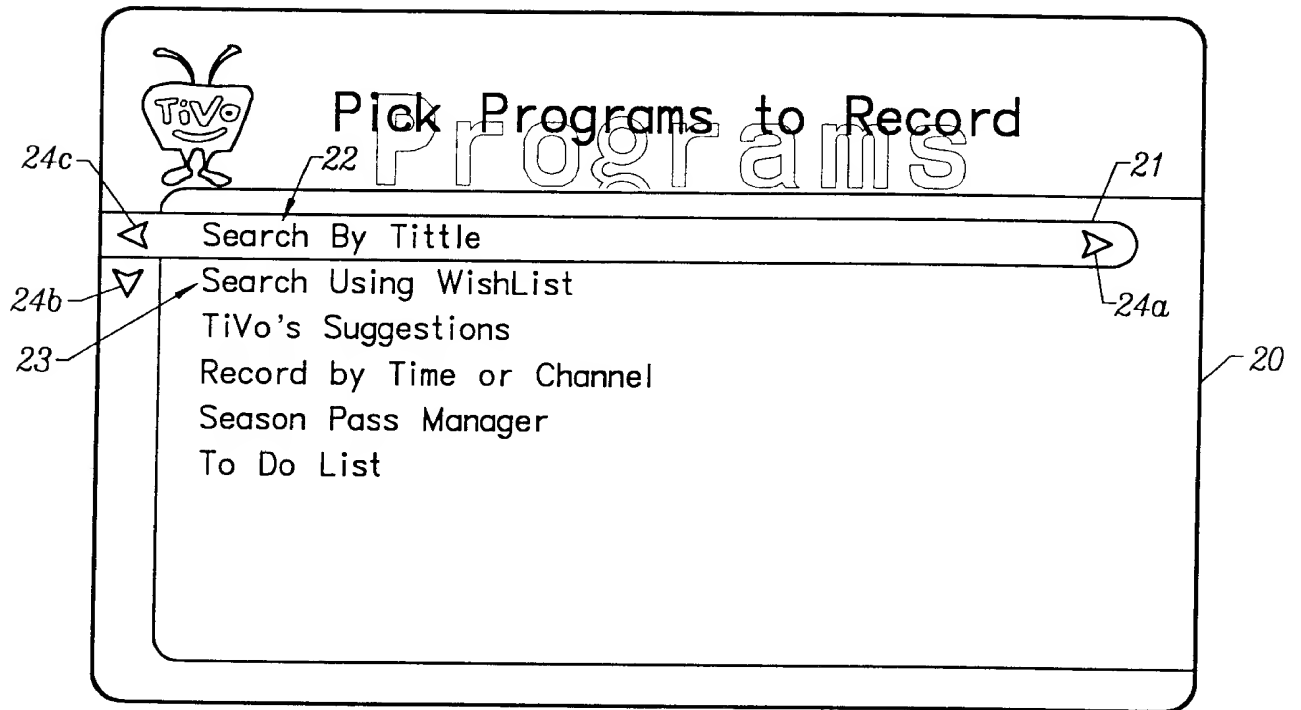 TiVo
Pick Programs to Record
Programs
24c
22
21
Search By Tittle
24b
Search Using WishList
24a
23
TiVo's Suggestions
20
Record by Time or Channel
Season Pass Manager
To Do List